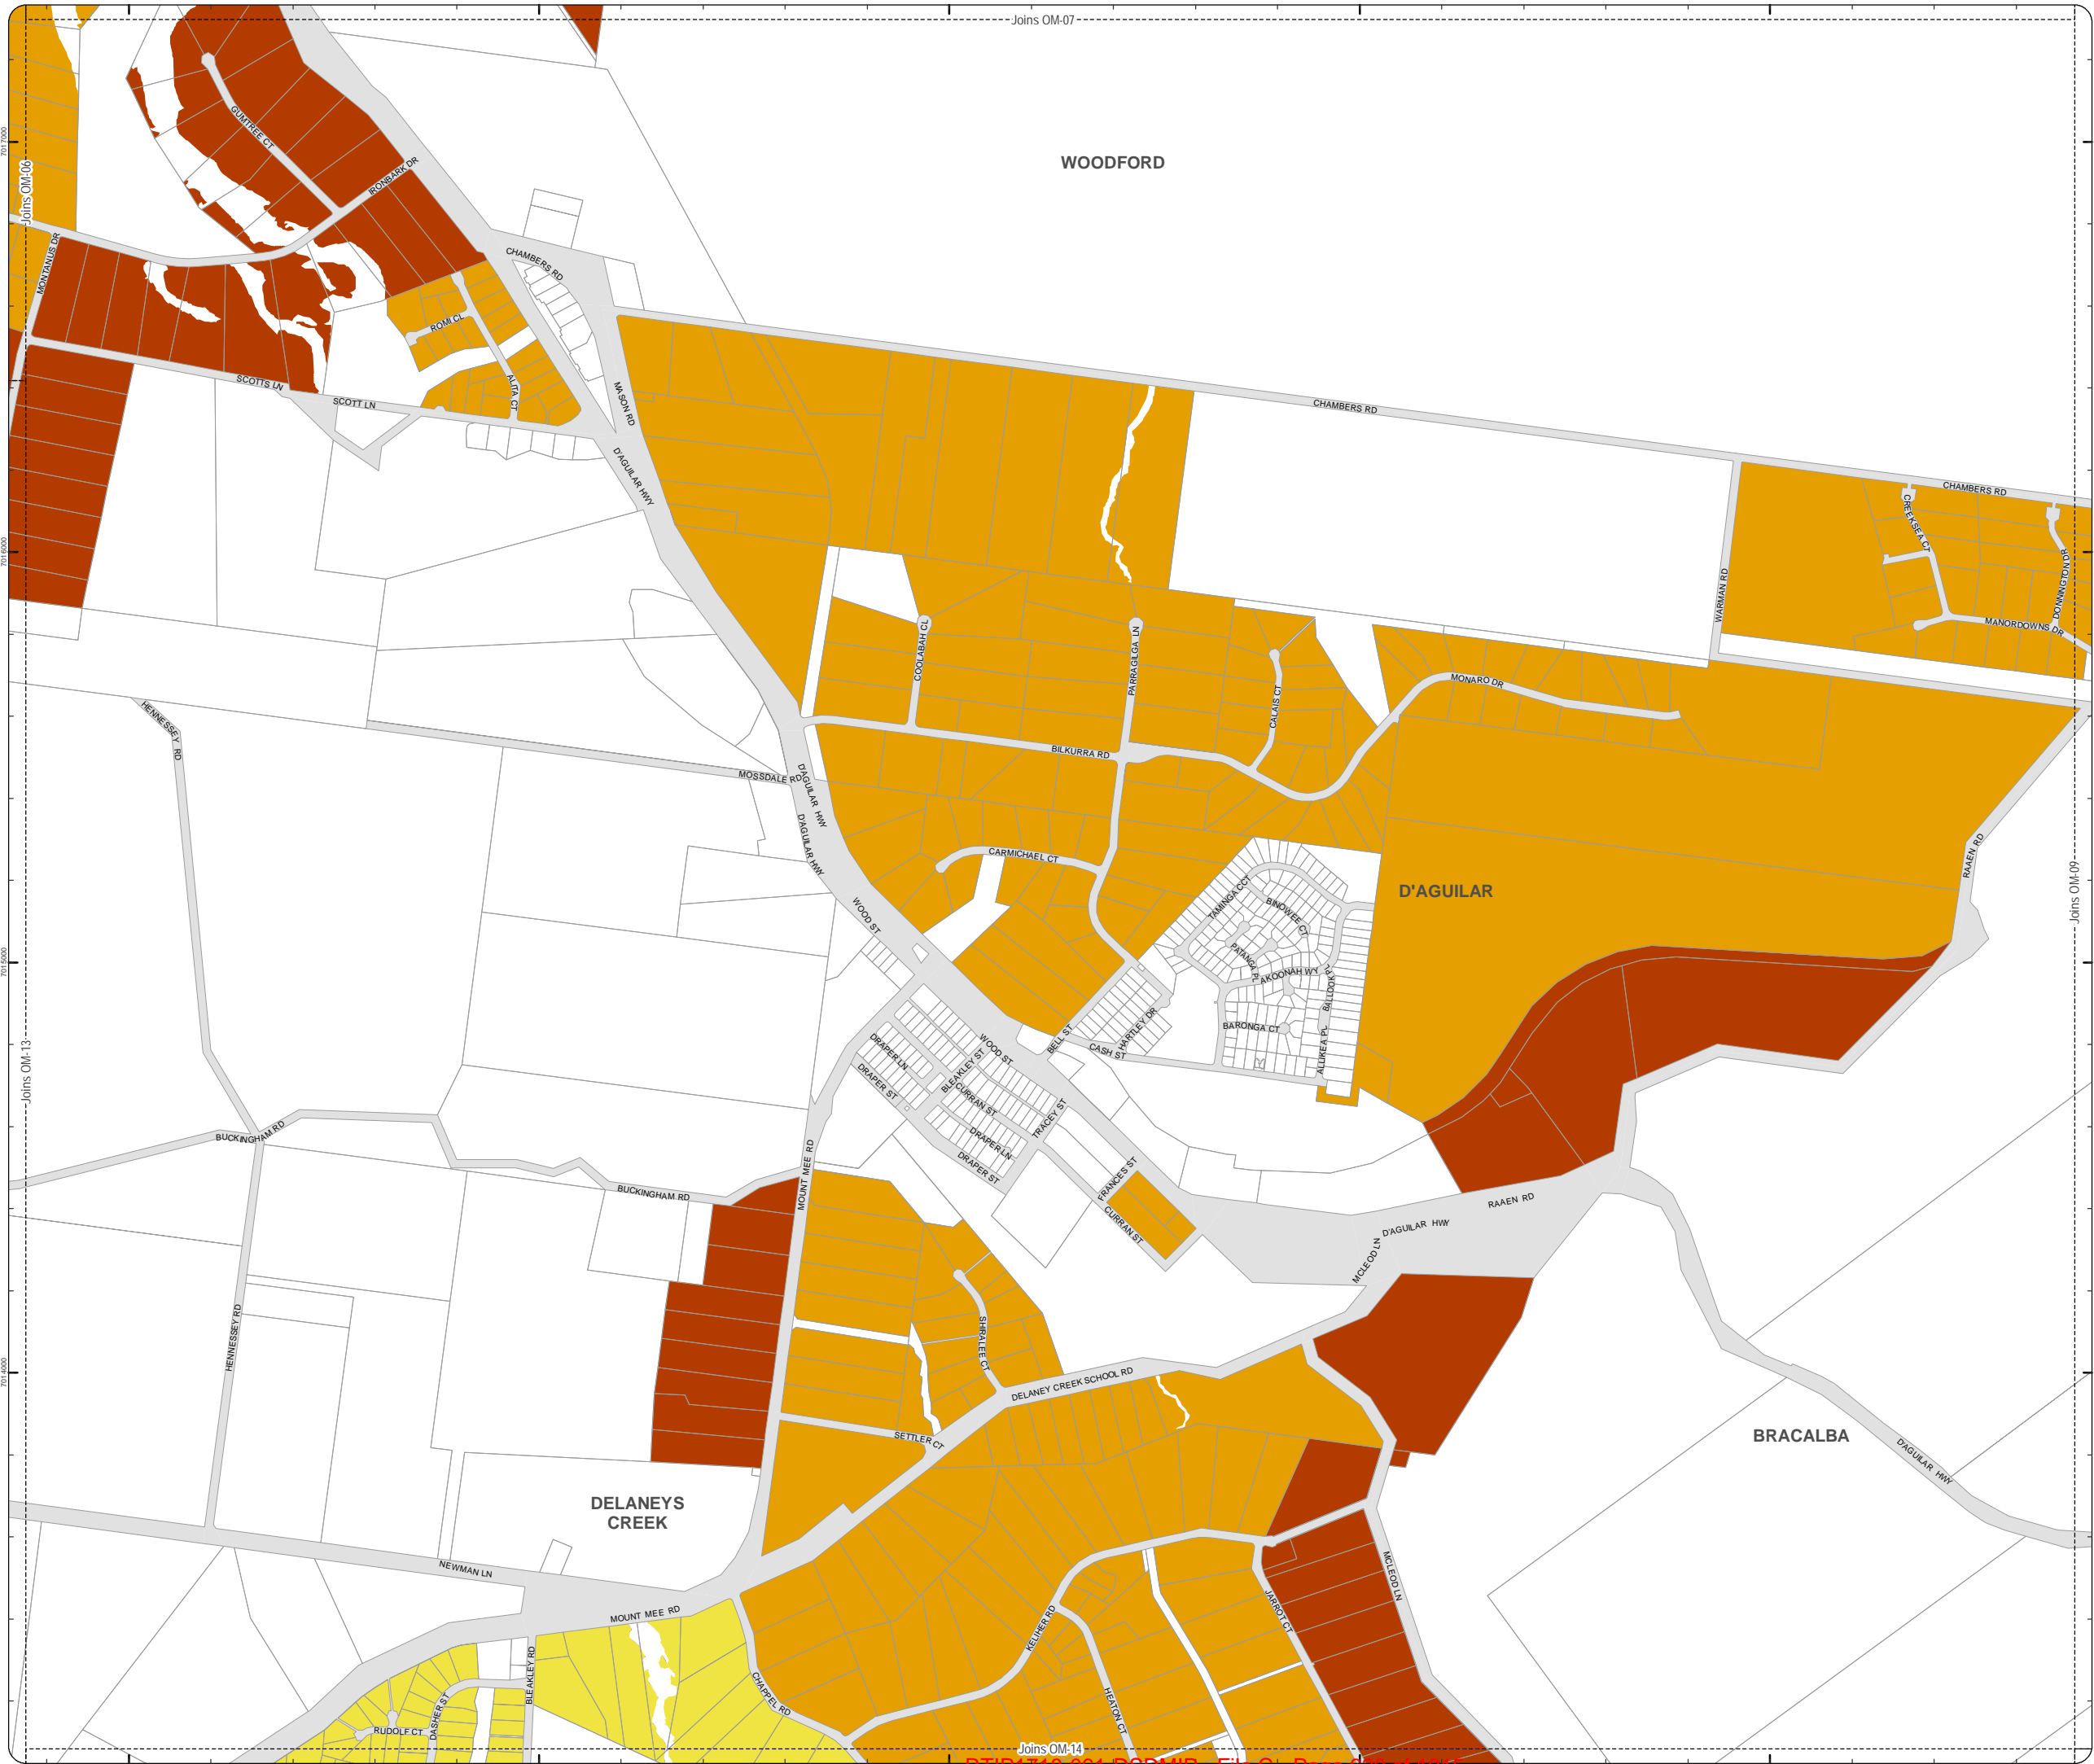 Joins OM-07
WOODFORD
7017000
Joins OM-06
GUMTREE CT
IRONBARK DR
MONTANUS DR
CHAMBERS RD
ROMI CL
ALITA CT
MASON RD
SCOTTS LN
SCOTT LN
CHAMBERS RD
D'AGUILAR HWY
CHAMBERS RD
CREEKSEA CT
DONNINGTON DR
MANORDOWNS DR
WARMAN RD
7016000
COOLABAH CL
PARRAGILGA LN
CALAIS CT
MONARO DR
BILKURRA RD
HENNESSEY RD
MOSSDALE RD
D'AGUILAR HWY
D'AGUILAR HWY
CARMICHAEL CT
RAAEN RD
D'AGUILAR
Joins OM-09
WOOD ST
TAMINGA CCT
BINOWEE CT
PATANGA PL
AKOONAH WY
BALLOOK PL
BARONGA CT
ALLIKEA PL
7015000
Joins OM-13
HARTLEY DR
BELL ST
CASH ST
WOOD ST
DRAPER LN
DRAPER ST
BLEAKLEY ST
CURRAN ST
TRACEY ST
DRAPER LN
DRAPER ST
FRANCES ST
CURRAN ST
BUCKINGHAM RD
BUCKINGHAM RD
MOUNT MEE RD
RAAEN RD
D'AGUILAR HWY
MCLEOD LN
HENNESSEY RD
SHIRALEE CT
7014000
DELANEY CREEK SCHOOL RD
SETTLER CT
BRACALBA
D'AGUILAR HWY
DELANEYS
CREEK
NEWMAN LN
MOUNT MEE RD
MCLEOD LN
JARROT CT
KELIHER RD
HEATON CT
CHAPPEL RD
BLEAKLEY RD
DASHER ST
RUDOLF CT
Joins OM-14